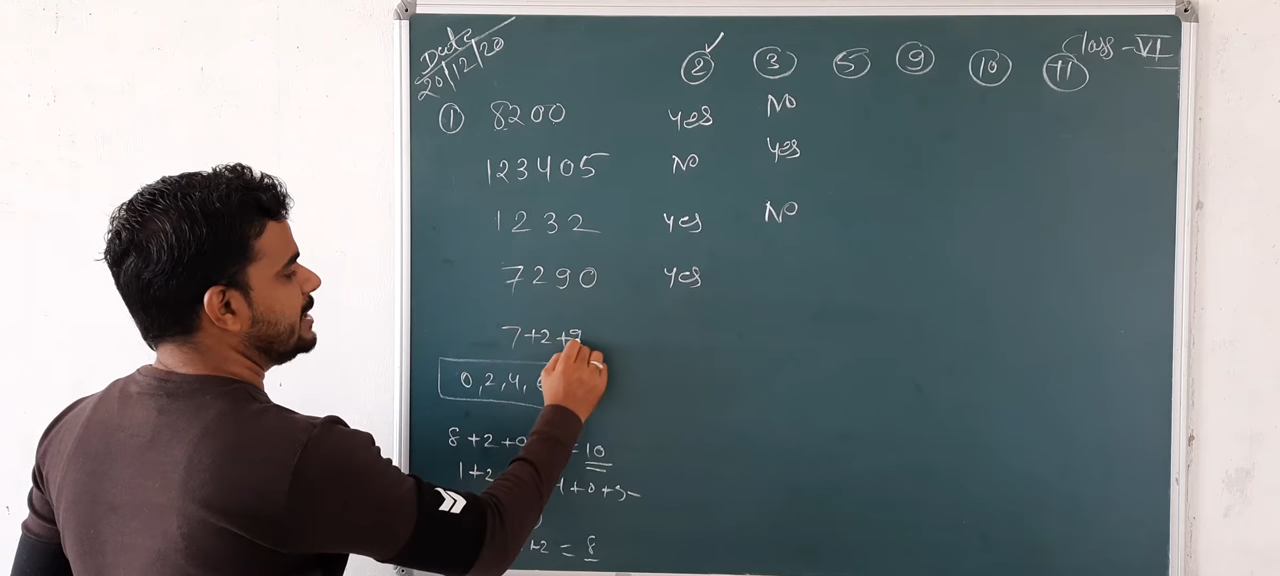 Date
20/12/20
Class - VI
2 3 5 9 10 11
1 8200 Yes No
123405 No Yes
1232 Yes No
7290 Yes
7+2+9
0,2,4,
8+2+0 = 10
1+2 +0+5=
+2 = 8